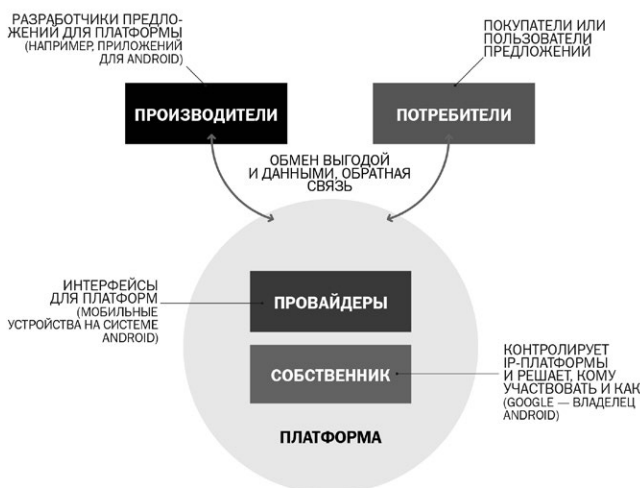 РАЗРАБОТЧИКИ ПРЕДЛО-
ЖЕНИЙ ДЛЯ ПЛАТФОРМЫ
(НАПРИМЕР, ПРИЛОЖЕНИЙ
ДЛЯ ANDROID)
ПОКУПАТЕЛИ ИЛИ
ПОЛЬЗОВАТЕЛИ
ПРЕДЛОЖЕНИЙ
ПРОИЗВОДИТЕЛИ
ПОТРЕБИТЕЛИ
ОБМЕН ВЫГОДОЙ
И ДАННЫМИ, ОБРАТНАЯ
СВЯЗЬ
ИНТЕРФЕЙСЫ
ДЛЯ ПЛАТФОРМ
(МОБИЛЬНЫЕ
УСТРОЙСТВА НА СИСТЕМЕ
ANDROID)
ПРОВАЙДЕРЫ
СОБСТВЕННИК
КОНТРОЛИРУЕТ
IP-ПЛАТФОРМЫ
И РЕШАЕТ, КОМУ
УЧАСТВОВАТЬ И КАК
(GOOGLE — ВЛАДЕЛЕЦ
ANDROID)
ПЛАТФОРМА